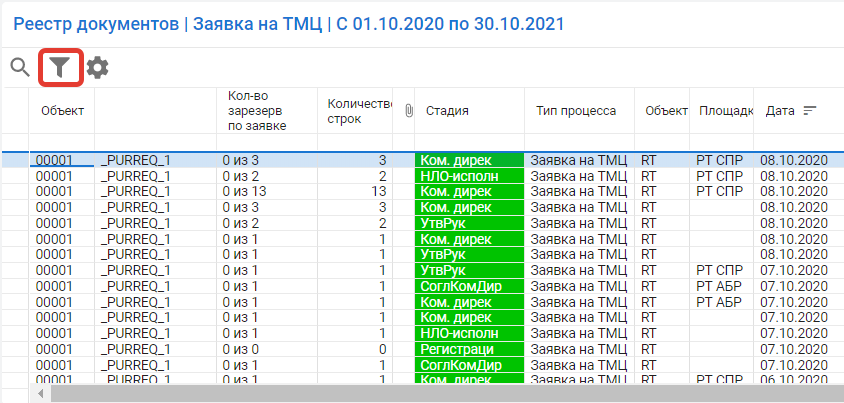 Реестр документов | Заявка на ТМЦ | С 01.10.2020 по 30.10.2021
Объект Кол-во зарезерв по заявке Количество строк Стадия Тип процесса Объект Площадк Дата
00001 _PURREQ_1 0 из 3 3 Ком. дирек Заявка на ТМЦ RT РТ СПР 08.10.2020
00001 _PURREQ_1 0 из 2 2 НЛО-исполн Заявка на ТМЦ RT РТ СПР 08.10.2020
00001 _PURREQ_1 0 из 13 13 Ком. дирек Заявка на ТМЦ RT РТ СПР 08.10.2020
00001 _PURREQ_1 0 из 3 3 Ком. дирек Заявка на ТМЦ RT 08.10.2020
00001 _PURREQ_1 0 из 2 2 УтвРук Заявка на ТМЦ RT 08.10.2020
00001 _PURREQ_1 0 из 1 1 Ком. дирек Заявка на ТМЦ RT 08.10.2020
00001 _PURREQ_1 0 из 1 1 УтвРук Заявка на ТМЦ RT 08.10.2020
00001 _PURREQ_1 0 из 1 1 УтвРук Заявка на ТМЦ RT РТ СПР 07.10.2020
00001 _PURREQ_1 0 из 1 1 СоглКомДир Заявка на ТМЦ RT РТ АБР 07.10.2020
00001 _PURREQ_1 0 из 1 1 Ком. дирек Заявка на ТМЦ RT РТ АБР 07.10.2020
00001 _PURREQ_1 0 из 1 1 Ком. дирек Заявка на ТМЦ RT 07.10.2020
00001 _PURREQ_1 0 из 1 1 НЛО-исполн Заявка на ТМЦ RT 07.10.2020
00001 _PURREQ_1 0 из 0 0 Регистраци Заявка на ТМЦ RT 07.10.2020
00001 _PURREQ_1 0 из 1 1 СоглКомДир Заявка на ТМЦ RT 07.10.2020
00001 _PURREQ_1 0 из 1 1 Ком. дирек Заявка на ТМЦ RT РТ СПР 06.10.2020